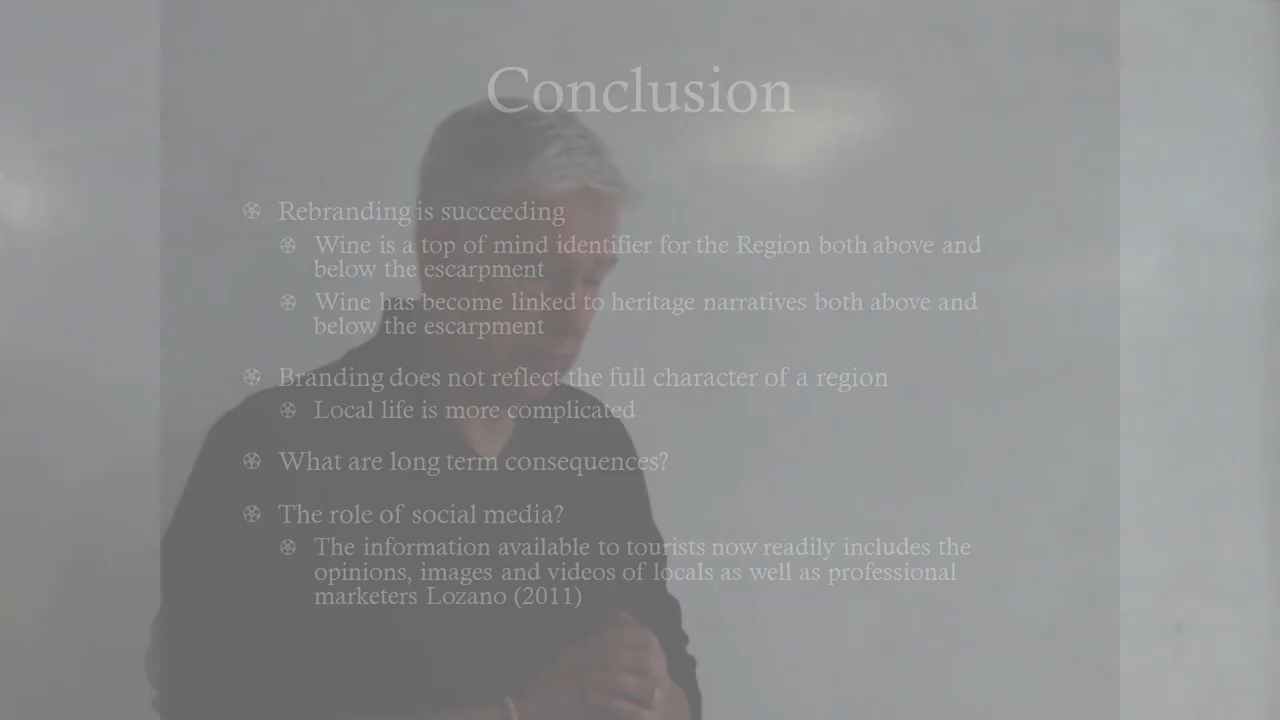 Conclusion
Rebranding is succeeding
Wine is a top of mind identifier for the Region both above and
below the escarpment
Wine has become linked to heritage narratives both above and
below the escarpment
Branding does not reflect the full character of a region
Local life is more complicated
What are long term consequences?
The role of social media?
The information available to tourists now readily includes the
opinions, images and videos of locals as well as professional
marketers Lozano (2011)